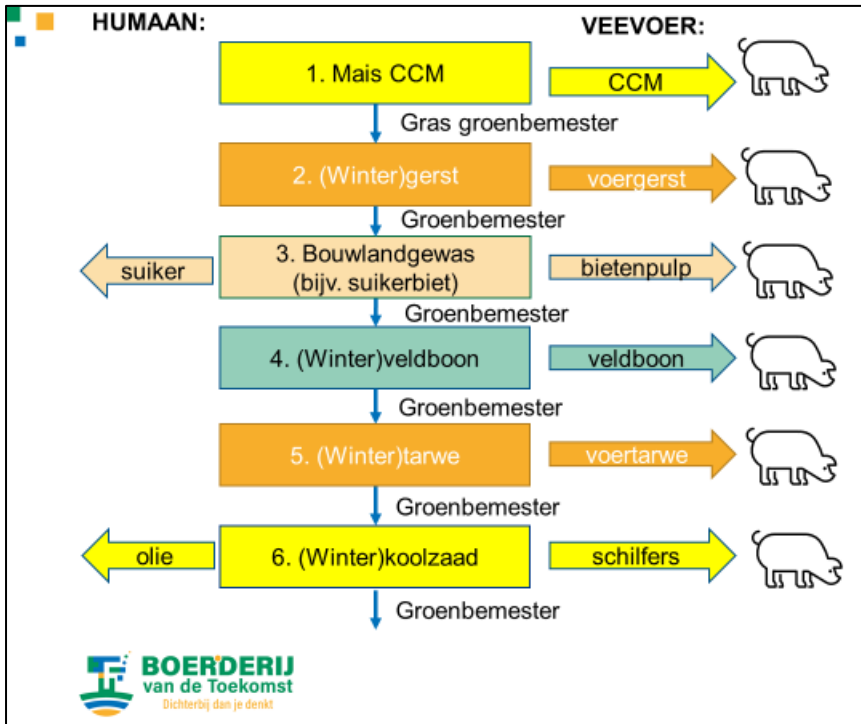 HUMAAN:
VEEVOER:
1. Mais CCM
CCM
Gras groenbemester
2. (Winter)gerst
voergerst
Groenbemester
suiker
3. Bouwlandgewas
(bijv. suikerbiet)
bietenpulp
Groenbemester
4. (Winter)veldboon
veldboon
Groenbemester
5. (Winter)tarwe
voertarwe
Groenbemester
olie
6. (Winter)koolzaad
schilfers
Groenbemester
BOERDERIJ
van de Toekomst
Dichterbij dan je denkt